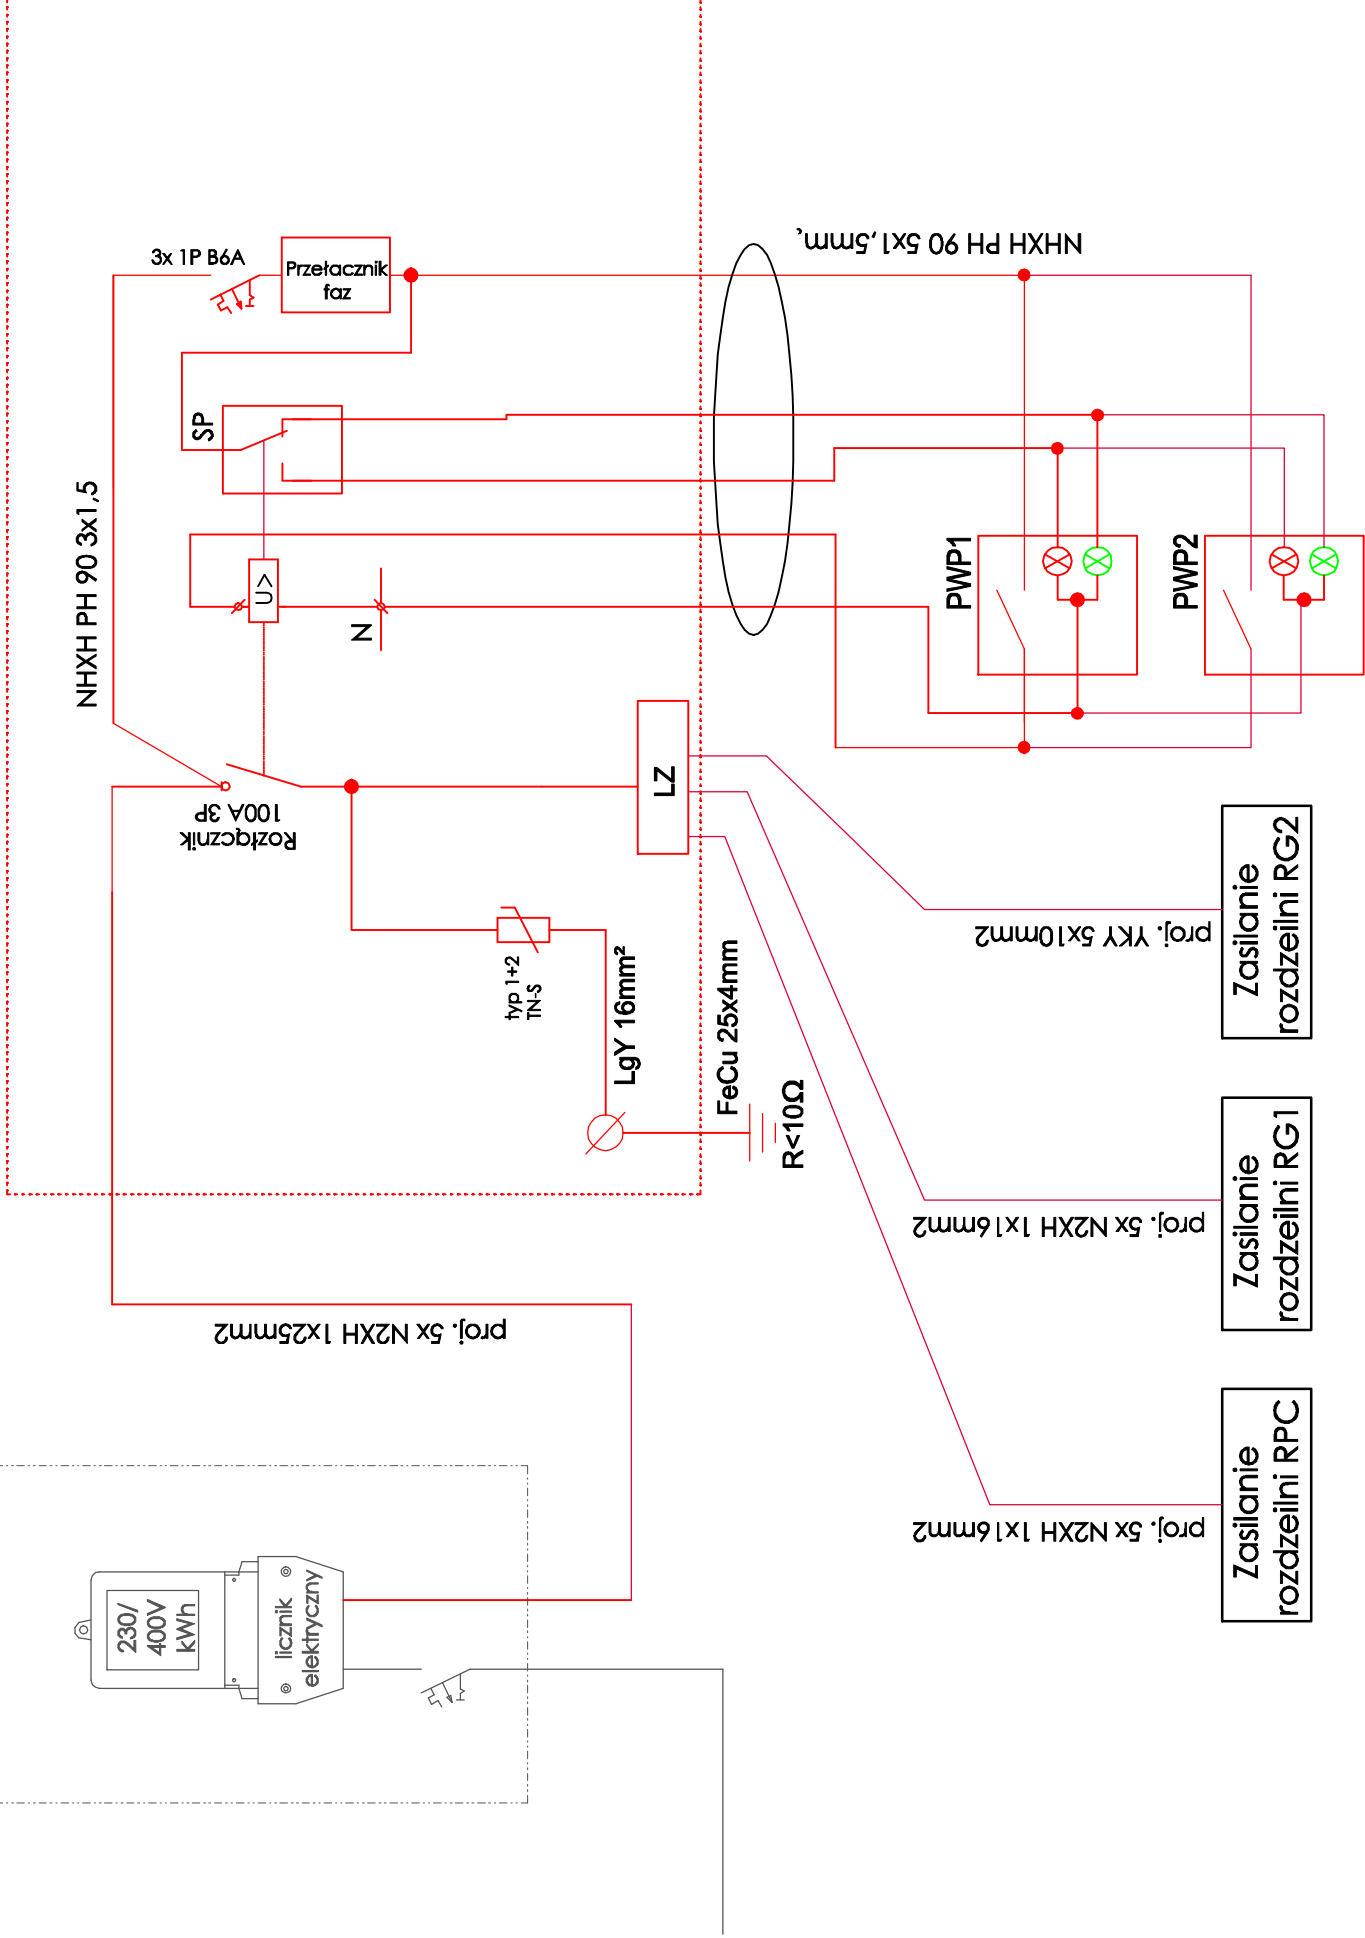 NHXH PH 90 3x1,5
3x 1P B6A
Przełacznik
faz
SP
U>
N
NHXH PH 90 5x1,5mm,
PWP1
PWP2
Rozłącznik
100A 3P
LZ
typ 1+2
TN-S
LgY 16mm²
FeCu 25x4mm
R<10Ω
proj. YKY 5x10mm2
Zasilanie
rozdzeilni RG2
proj. 5x N2XH 1x16mm2
Zasilanie
rozdzeilni RG1
proj. 5x N2XH 1x16mm2
Zasilanie
rozdzeilni RPC
proj. 5x N2XH 1x25mm2
230/
400V
kWh
licznik
elektryczny